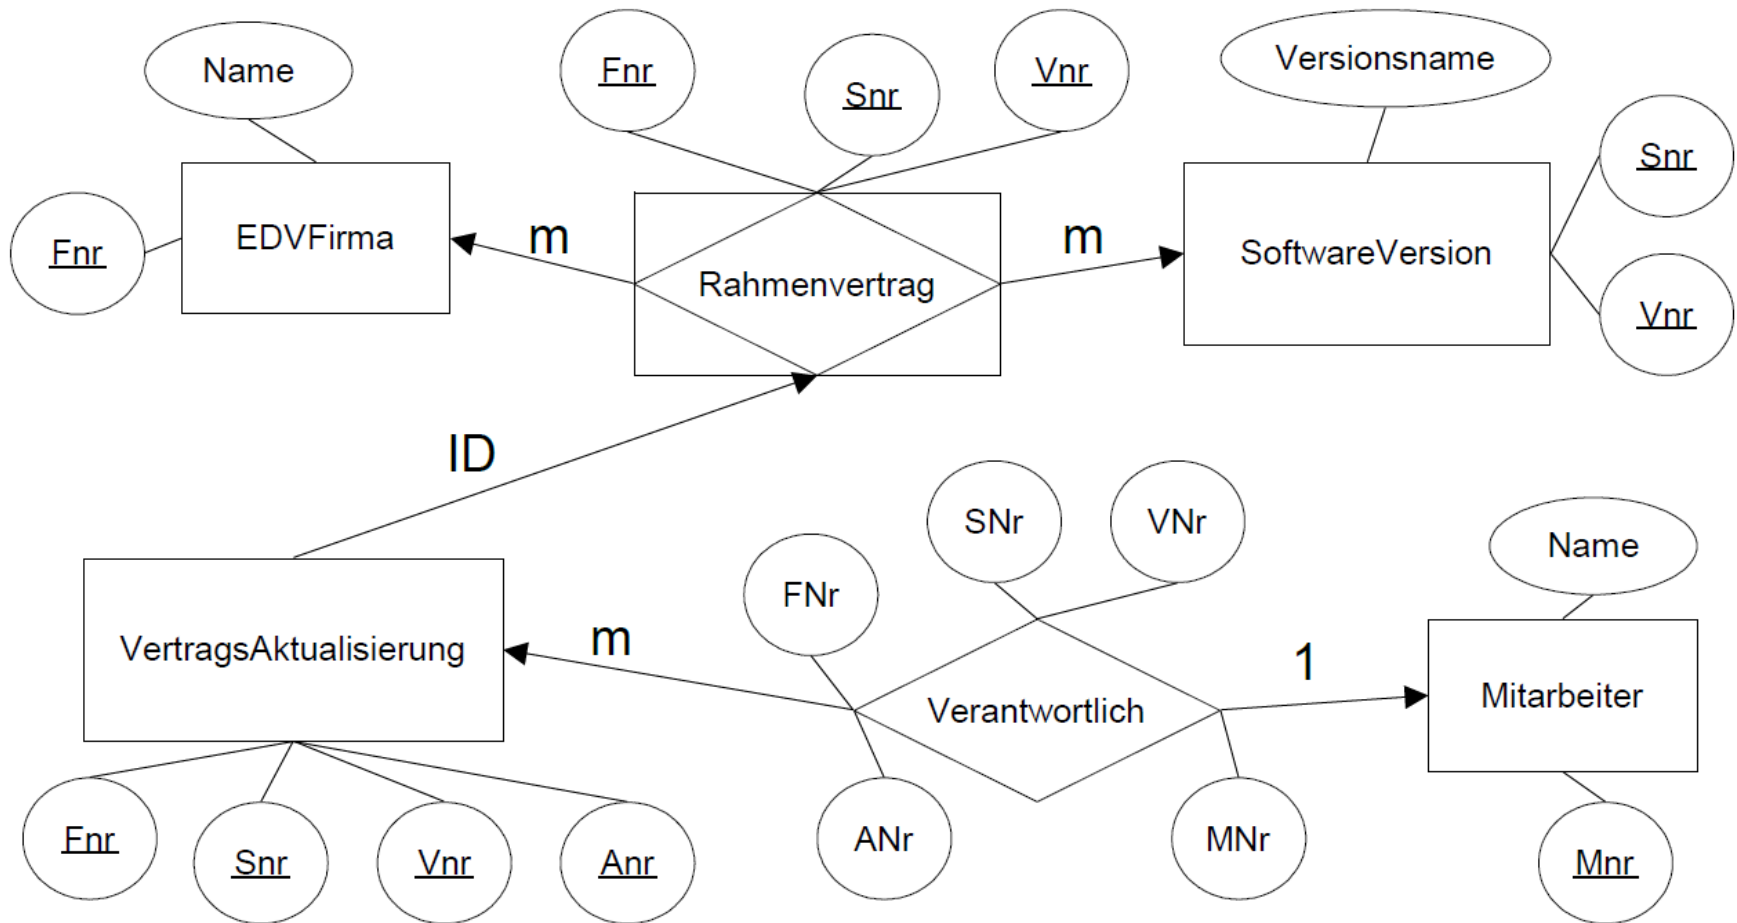 Name
Fnr
Snr
Vnr
Versionsname
Snr
Fnr
EDVFirma
m
Rahmenvertrag
m
SoftwareVersion
Vnr
ID
SNr
VNr
Name
FNr
VertragsAktualisierung
m
Verantwortlich
1
Mitarbeiter
Fnr
Snr
Vnr
Anr
ANr
MNr
Mnr